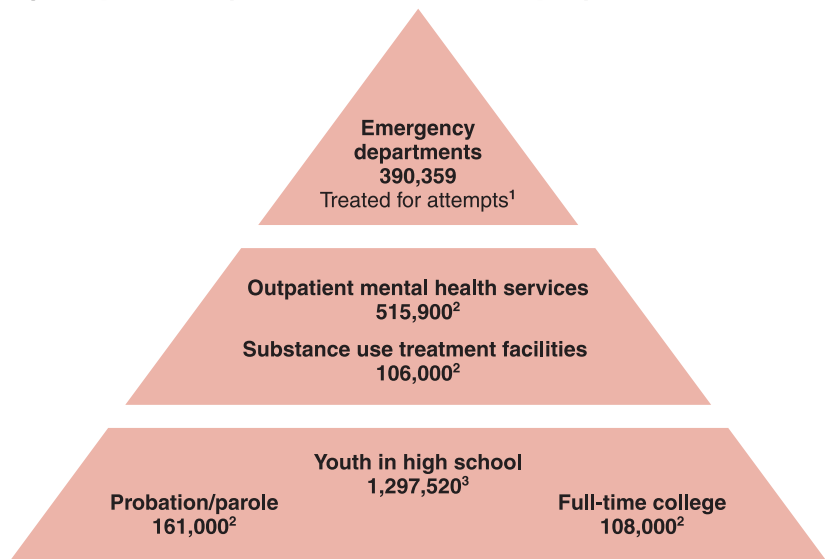 Emergency
departments
390,359
Treated for attempts¹
Outpatient mental health services
515,900²
Substance use treatment facilities
106,000²
Youth in high school
1,297,520³
Probation/parole
161,000²
Full-time college
108,000²